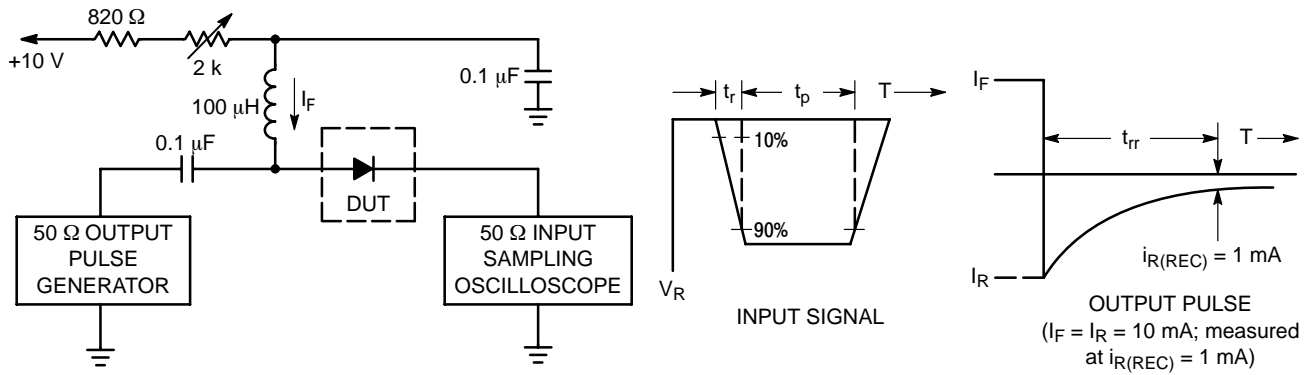 820 Ω
+10 V
2 k
100 μH
I_F
0.1 μF
0.1 μF
DUT
50 Ω OUTPUT
PULSE
GENERATOR
50 Ω INPUT
SAMPLING
OSCILLOSCOPE
t_r
t_p
T
10%
90%
V_R
INPUT SIGNAL
I_F
t_rr
T
I_R
i_R(REC) = 1 mA
OUTPUT PULSE
(I_F = I_R = 10 mA; measured
at i_R(REC) = 1 mA)